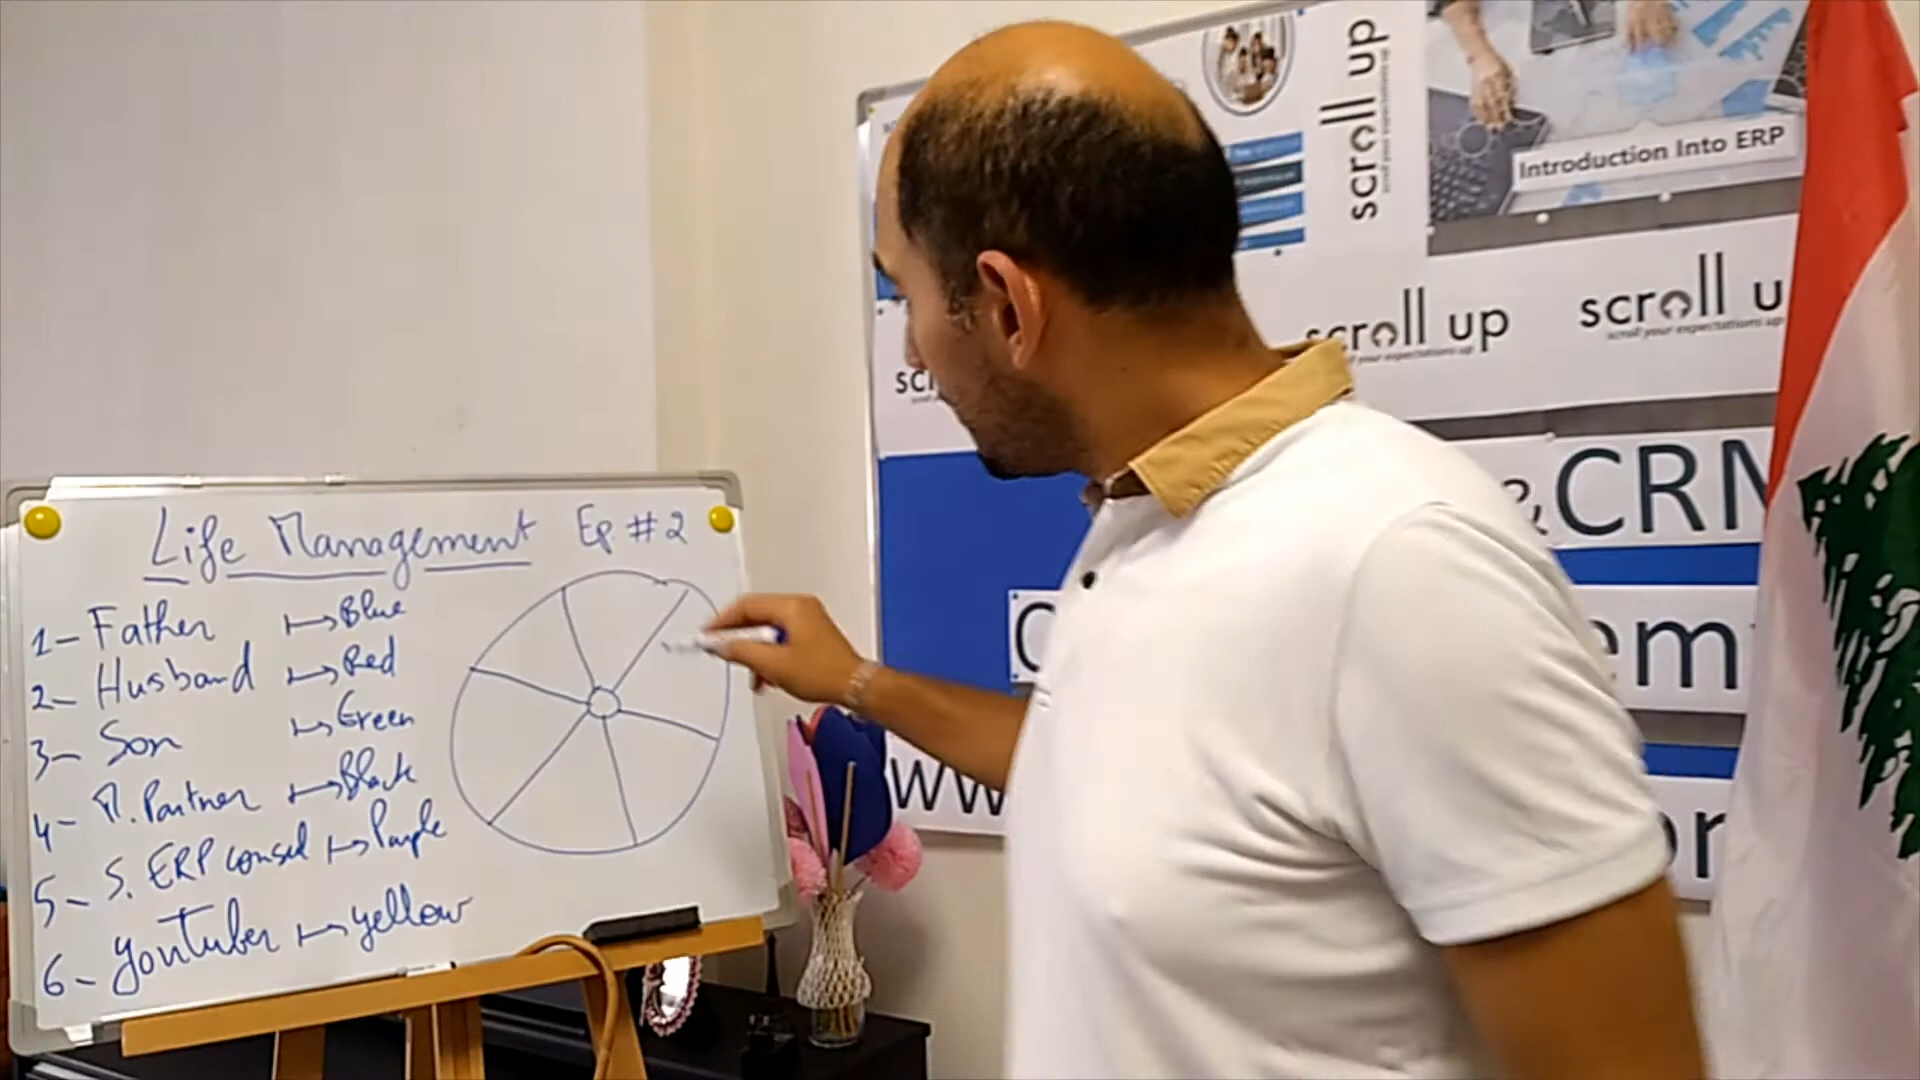 Life Management Ep #2
1- Father → Blue
2- Husband → Red
3- Son → Green
4- Partner → Black
5- S. ERP consul → Purple
6- youtuber → yellow
scroll up
Introduction Into ERP
scroll up
scroll your expectations up
scroll u
scroll your expectations up
&CRM
em
ww